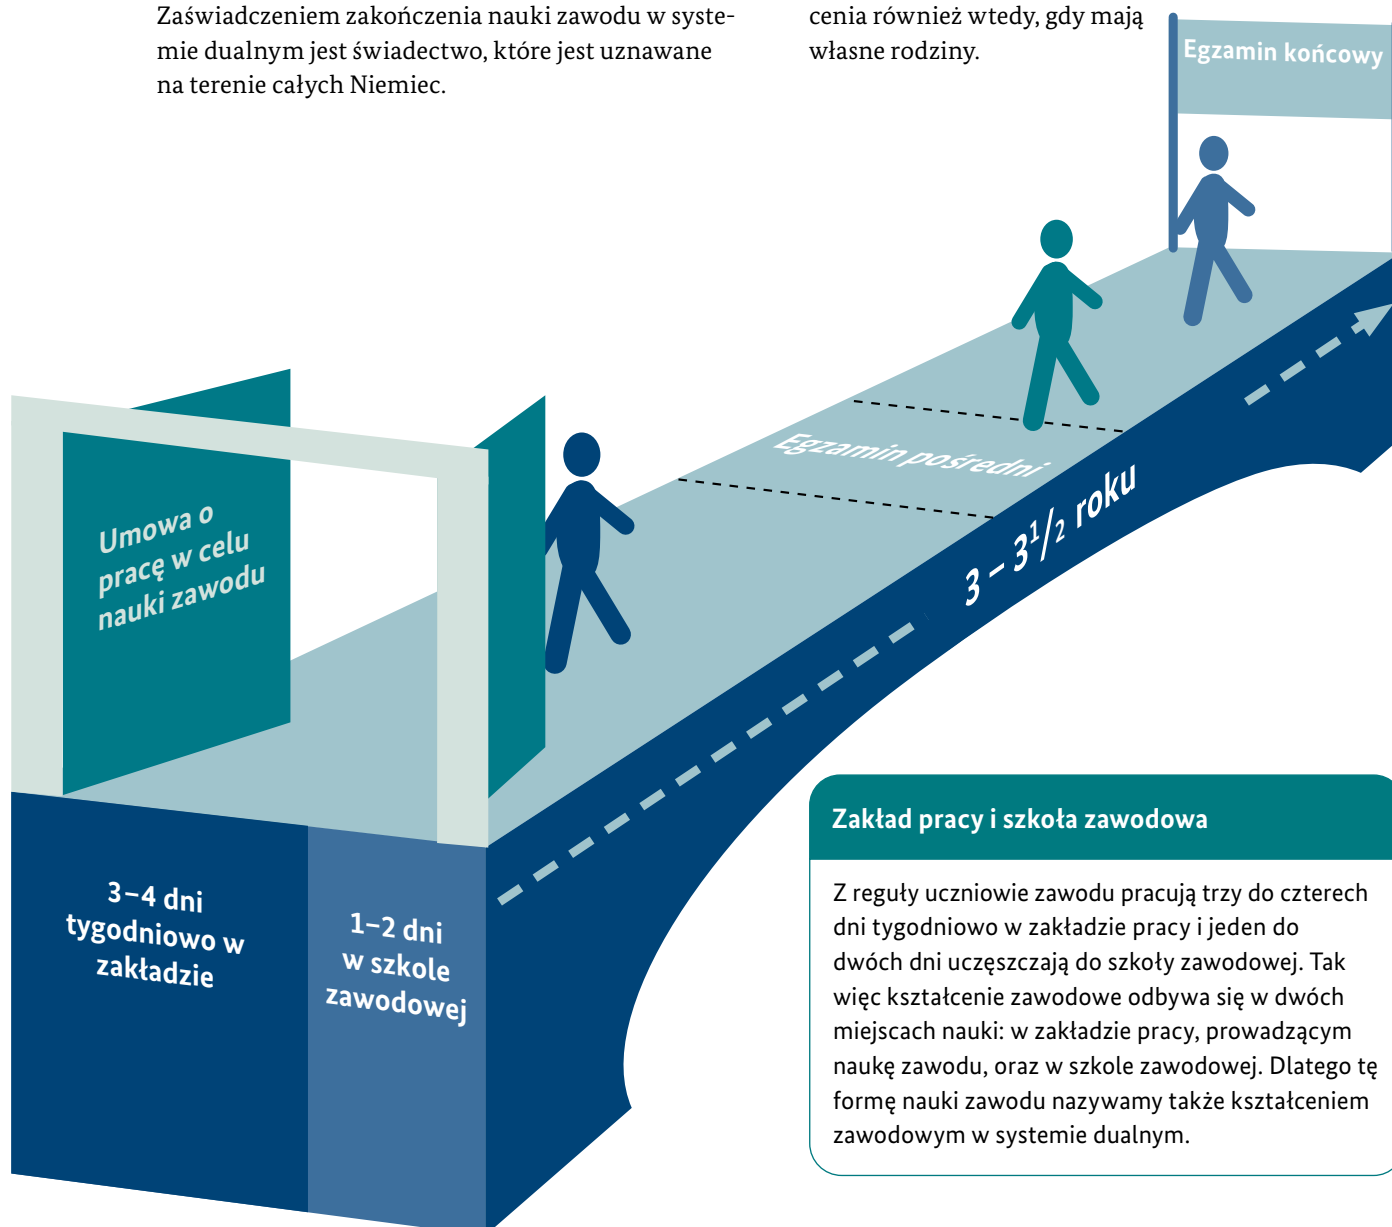 Zaświadczeniem zakończenia nauki zawodu w syste-
mie dualnym jest świadectwo, które jest uznawane
na terenie całych Niemiec.
cenia również wtedy, gdy mają
własne rodziny.
Egzamin końcowy
Egzamin pośredni
3 – 3 1/2 roku
Umowa o
pracę w celu
nauki zawodu
3–4 dni
tygodniowo w
zakładzie
1–2 dni
w szkole
zawodowej
Zakład pracy i szkoła zawodowa
Z reguły uczniowie zawodu pracują trzy do czterech
dni tygodniowo w zakładzie pracy i jeden do
dwóch dni uczęszczają do szkoły zawodowej. Tak
więc kształcenie zawodowe odbywa się w dwóch
miejscach nauki: w zakładzie pracy, prowadzącym
naukę zawodu, oraz w szkole zawodowej. Dlatego tę
formę nauki zawodu nazywamy także kształceniem
zawodowym w systemie dualnym.